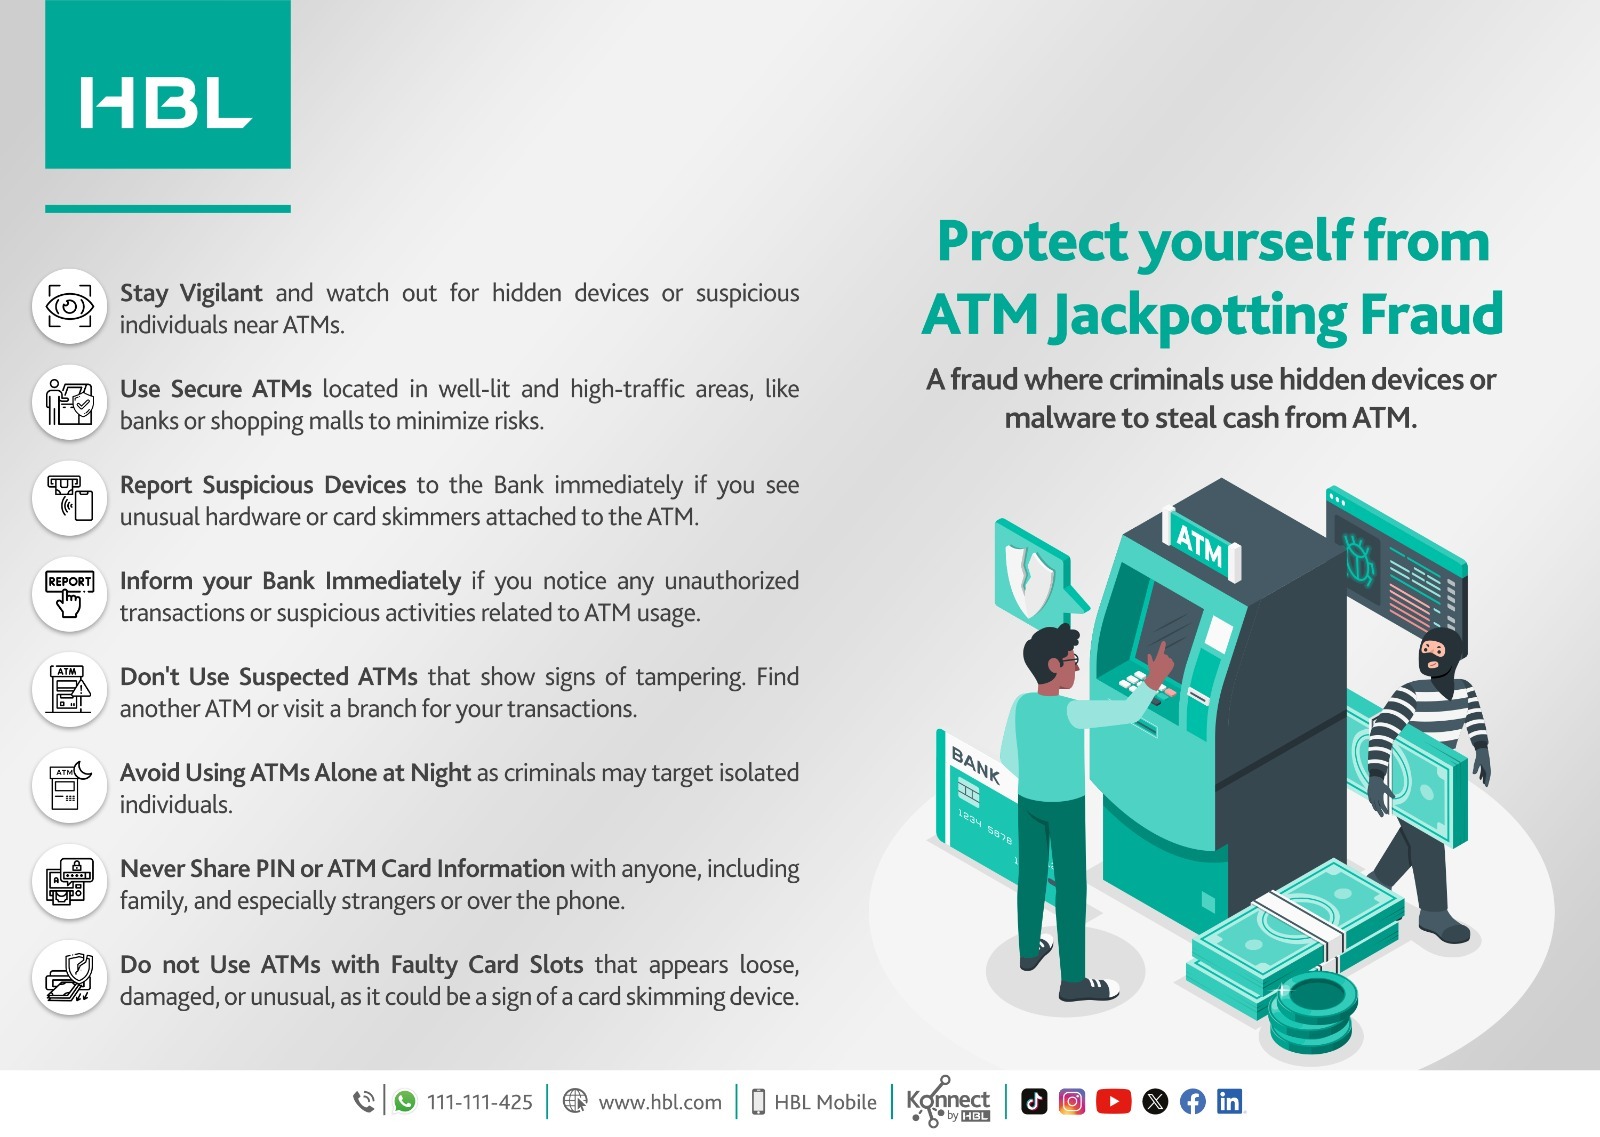 HBL
Protect yourself from
ATM Jackpotting Fraud
A fraud where criminals use hidden devices or
malware to steal cash from ATM.
Stay Vigilant and watch out for hidden devices or suspicious
individuals near ATMs.
Use Secure ATMs located in well-lit and high-traffic areas, like
banks or shopping malls to minimize risks.
Report Suspicious Devices to the Bank immediately if you see
unusual hardware or card skimmers attached to the ATM.
REPORT
Inform your Bank Immediately if you notice any unauthorized
transactions or suspicious activities related to ATM usage.
ATM
Don't Use Suspected ATMs that show signs of tampering. Find
another ATM or visit a branch for your transactions.
ATM
Avoid Using ATMs Alone at Night as criminals may target isolated
individuals.
Never Share PIN or ATM Card Information with anyone, including
family, and especially strangers or over the phone.
Do not Use ATMs with Faulty Card Slots that appears loose,
damaged, or unusual, as it could be a sign of a card skimming device.
ATM
BANK
1234 5678
111-111-425
www.hbl.com
HBL Mobile
Konnect
by HBL